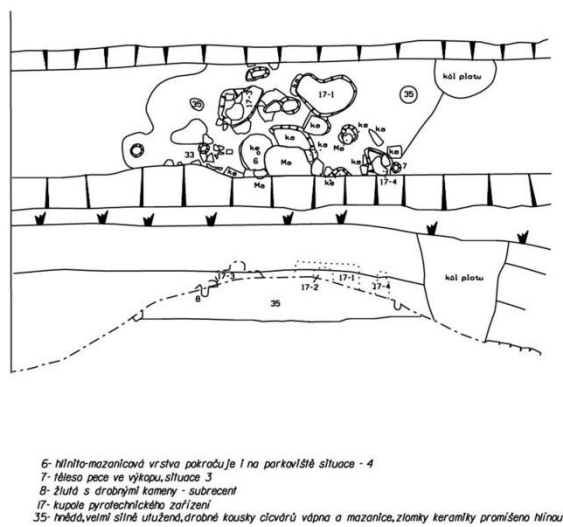 kůl plotu
35
17-3
17-1
35
ka
ka
ka
ka
ka
Ma
ka
33
ka
6
Ma
ka
7
17-4
Ma
ka
17-3
17-2
17-1
17-4
kůl plotu
8
35
6- hlinito-mazanicová vrstva pokračuje i na parkoviště situace - 4
7- těleso pece ve výkopu, situace 3
8- žlutá s drobnými kameny - subrecent
17- kupole pyrotechnického zařízení
35- hnědá, velmi silně utužená, drobné kousky cicvárů vápna a mazanice, zlomky keramiky promíšeno hlínou